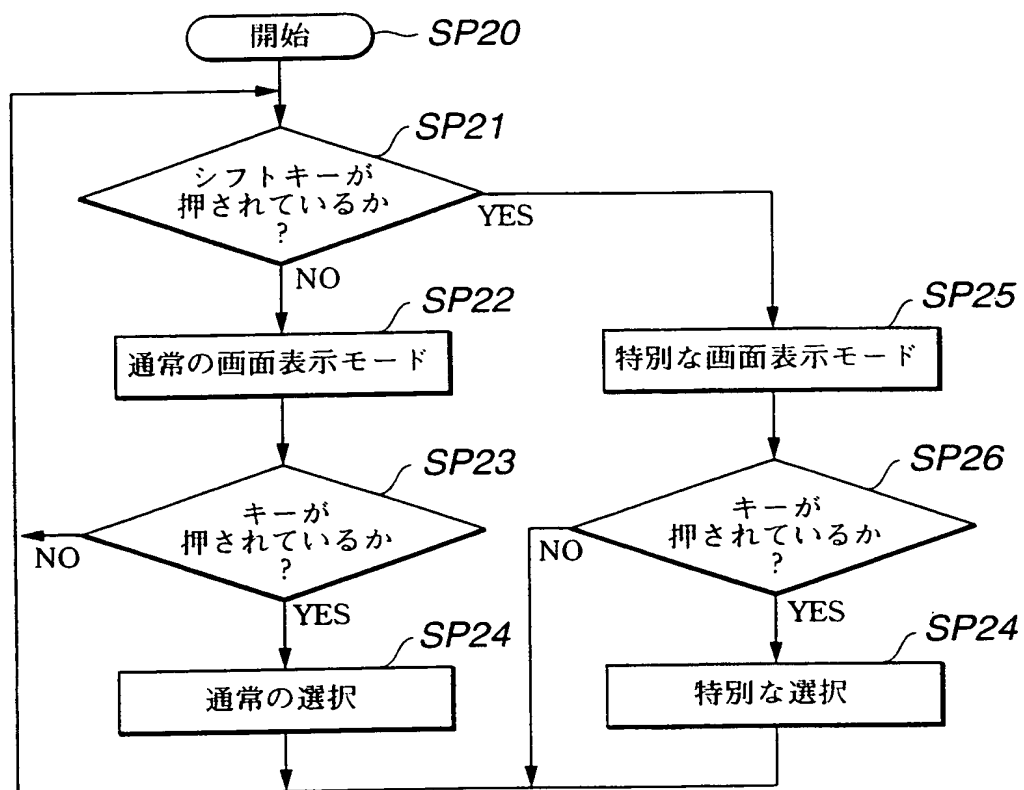 開始
SP20
SP21
シフトキーが
押されているか
?
YES
NO
SP22
通常の画面表示モード
SP25
特別な画面表示モード
SP23
キーが
押されているか
?
NO
YES
SP26
キーが
押されているか
?
NO
YES
SP24
通常の選択
SP24
特別な選択